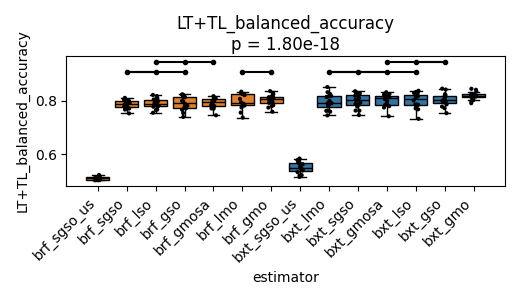 LT+TL_balanced_accuracy
p = 1.80e-18
LT+TL_balanced_accuracy
0.8
0.6
brf_sgso_us
brf_sgso
brf_lso
brf_gso
brf_gmosa
brf_lmo
brf_gmo
bxt_sgso_us
bxt_lmo
bxt_sgso
bxt_gmosa
bxt_lso
bxt_gso
bxt_gmo
estimator